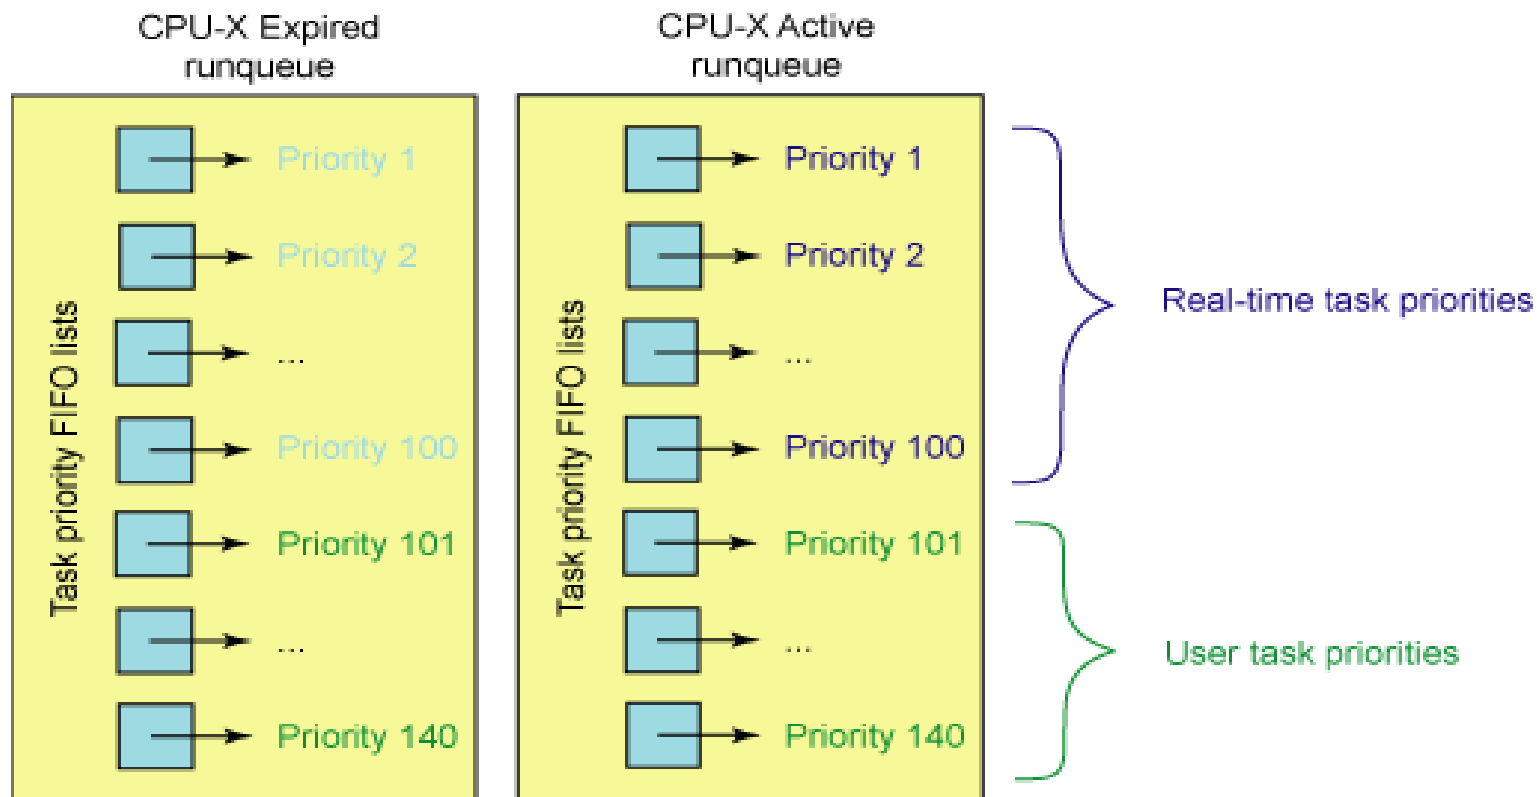 CPU-X Expired
runqueue
Task priority FIFO lists
Priority 1
Priority 2
...
Priority 100
Priority 101
...
Priority 140
CPU-X Active
runqueue
Task priority FIFO lists
Priority 1
Priority 2
...
Priority 100
Priority 101
...
Priority 140
Real-time task priorities
User task priorities